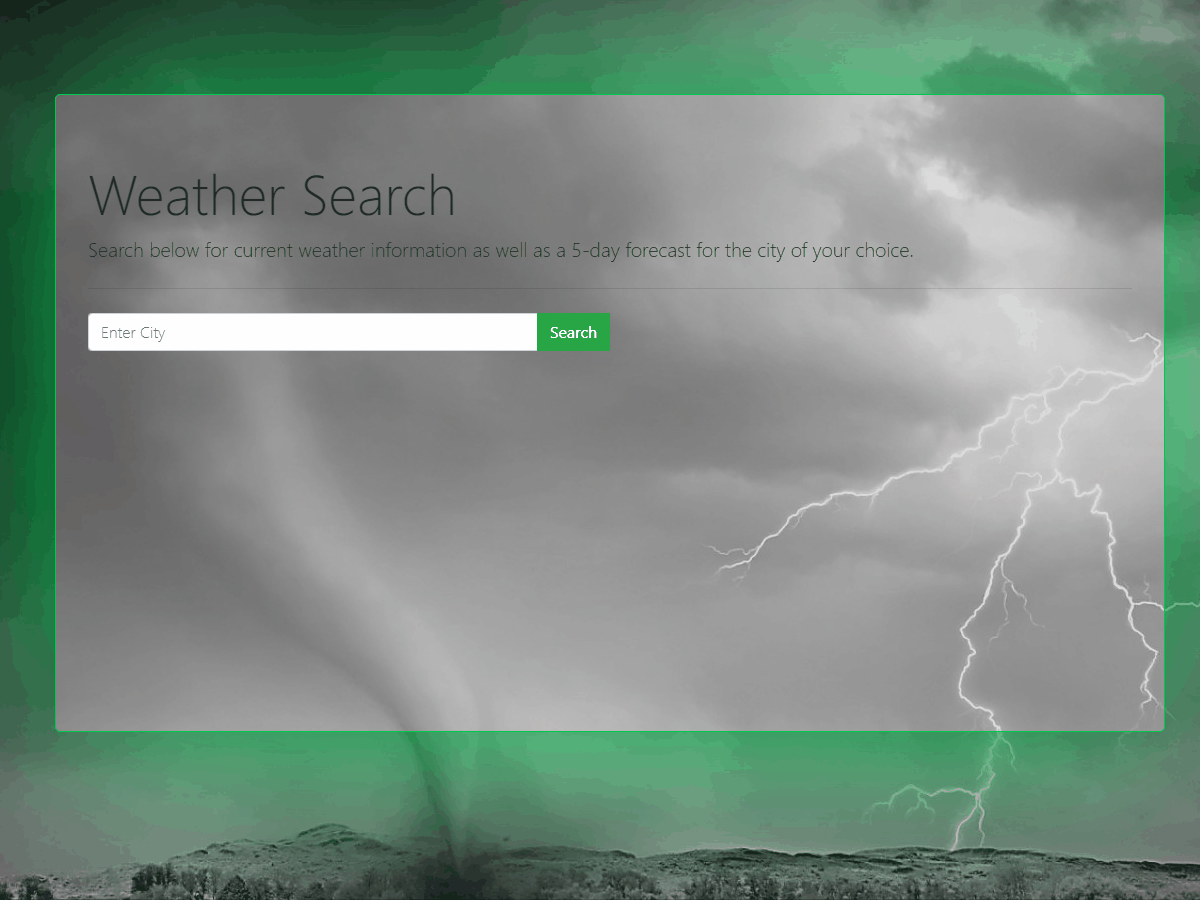 Weather Search
Search below for current weather information as well as a 5-day forecast for the city of your choice.
Enter City Search